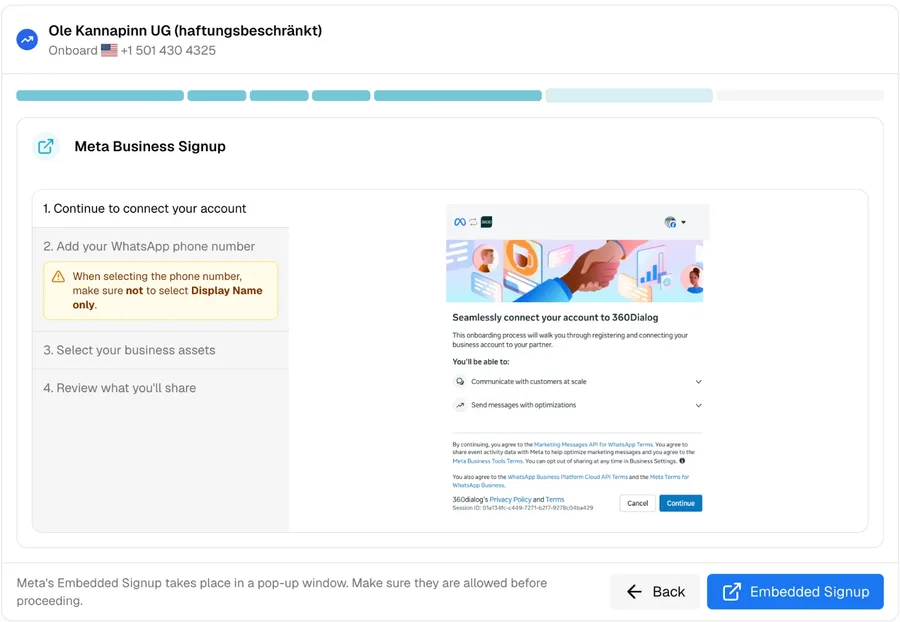 Ole Kannapinn UG (haftungsbeschränkt)
Onboard 🇺🇸 +1 501 430 4325
Meta Business Signup
1. Continue to connect your account
2. Add your WhatsApp phone number
When selecting the phone number,
make sure not to select Display Name
only.
3. Select your business assets
4. Review what you'll share
Seamlessly connect your account to 360Dialog
This onboarding process will walk you through registering and connecting your
business account to your partner.
You'll be able to:
Communicate with customers at scale
Send messages with optimizations
By continuing, you agree to the Marketing Messages API for WhatsApp Terms. You agree to
share event activity data with Meta to help optimize marketing messages and you agree to the
Meta Business Tools Terms. You can opt out of sharing at any time in Business Settings.
You also agree to the WhatsApp Business Platform Cloud API Terms and the Meta Terms for
WhatsApp Business.
360dialog's Privacy Policy and Terms
Session ID:
Cancel
Continue
Meta's Embedded Signup takes place in a pop-up window. Make sure they are allowed before
proceeding.
Back
Embedded Signup